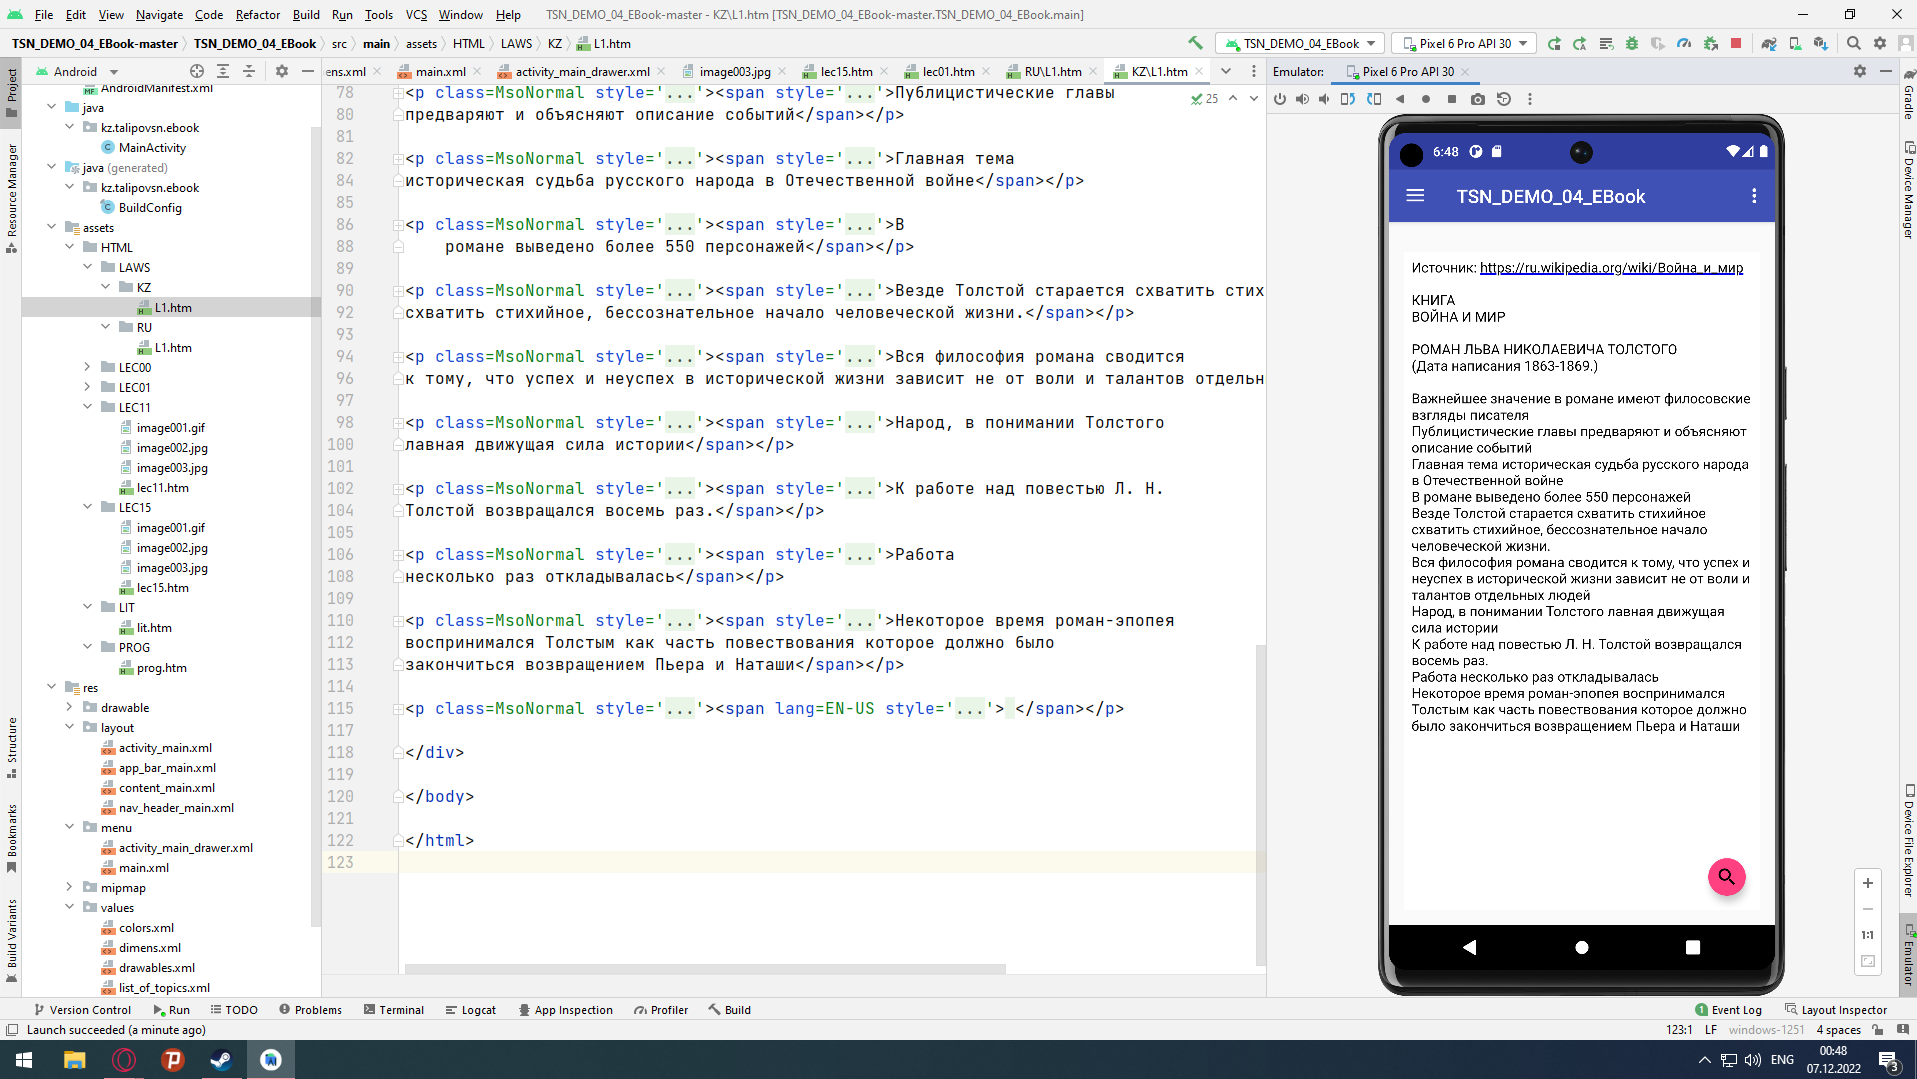 File Edit View Navigate Code Refactor Build Run Tools VCS Window Help TSN_DEMO_04_EBook-master - KZ\L1.htm [TSN_DEMO_04_EBook-master.TSN_DEMO_04_EBook.main]
TSN_DEMO_04_EBook-master TSN_DEMO_04_EBook src main assets HTML LAWS KZ L1.htm
TSN_DEMO_04_EBook Pixel 6 Pro API 30
Project
Resource Manager
Structure
Bookmarks
Build Variants
Android
AndroidManifest.xml
java
kz.talipovsn.ebook
MainActivity
java (generated)
kz.talipovsn.ebook
BuildConfig
assets
HTML
LAWS
KZ
L1.htm
RU
L1.htm
LEC00
LEC01
LEC11
image001.gif
image002.jpg
image003.jpg
lec11.htm
LEC15
image001.gif
image002.jpg
image003.jpg
lec15.htm
LIT
lit.htm
PROG
prog.htm
res
drawable
layout
activity_main.xml
app_bar_main.xml
content_main.xml
nav_header_main.xml
menu
activity_main_drawer.xml
main.xml
mipmap
values
colors.xml
dimens.xml
drawables.xml
list_of_topics.xml
ens.xml main.xml activity_main_drawer.xml image003.jpg lec15.htm lec01.htm RU\L1.htm KZ\L1.htm
25
78 <p class=MsoNormal style='...'><span style='...'>Публицистические главы
80 предваряют и объясняют описание событий</span></p>
81
82 <p class=MsoNormal style='...'><span style='...'>Главная тема
84 историческая судьба русского народа в Отечественной войне</span></p>
85
86 <p class=MsoNormal style='...'><span style='...'>В
88 романе выведено более 550 персонажей</span></p>
89
90 <p class=MsoNormal style='...'><span style='...'>Везде Толстой старается схватить стих
92 схватить стихийное, бессознательное начало человеческой жизни.</span></p>
93
94 <p class=MsoNormal style='...'><span style='...'>Вся философия романа сводится
96 к тому, что успех и неуспех в исторической жизни зависит не от воли и талантов отдельн
97
98 <p class=MsoNormal style='...'><span style='...'>Народ, в понимании Толстого
100 лавная движущая сила истории</span></p>
101
102 <p class=MsoNormal style='...'><span style='...'>К работе над повестью Л. Н.
104 Толстой возвращался восемь раз.</span></p>
105
106 <p class=MsoNormal style='...'><span style='...'>Работа
108 несколько раз откладывалась</span></p>
109
110 <p class=MsoNormal style='...'><span style='...'>Некоторое время роман-эпопея
112 воспринимался Толстым как часть повествования которое должно было
113 закончиться возвращением Пьера и Наташи</span></p>
114
115 <p class=MsoNormal style='...'><span lang=EN-US style='...'> </span></p>
117
118 </div>
119
120 </body>
121
122 </html>
123
Emulator: Pixel 6 Pro API 30
6:48
TSN_DEMO_04_EBook
Источник: https://ru.wikipedia.org/wiki/Война_и_мир
КНИГА
ВОЙНА И МИР
РОМАН ЛЬВА НИКОЛАЕВИЧА ТОЛСТОГО
(Дата написания 1863-1869.)
Важнейшее значение в романе имеют филосовские
взгляды писателя
Публицистические главы предваряют и объясняют
описание событий
Главная тема историческая судьба русского народа
в Отечественной войне
В романе выведено более 550 персонажей
Везде Толстой старается схватить стихийное
схватить стихийное, бессознательное начало
человеческой жизни.
Вся философия романа сводится к тому, что успех и
неуспех в исторической жизни зависит не от воли и
талантов отдельных людей
Народ, в понимании Толстого лавная движущая
сила истории
К работе над повестью Л. Н. Толстой возвращался
восемь раз.
Работа несколько раз откладывалась
Некоторое время роман-эпопея воспринимался
Толстым как часть повествования которое должно
было закончиться возвращением Пьера и Наташи
1:1
Gradle
Device Manager
Device File Explorer
Emulator
Version Control Run TODO Problems Terminal Logcat App Inspection Profiler Build 1 Event Log Layout Inspector
Launch succeeded (a minute ago) 123:1 LF windows-1251 4 spaces
ENG 00:48
07.12.2022 3